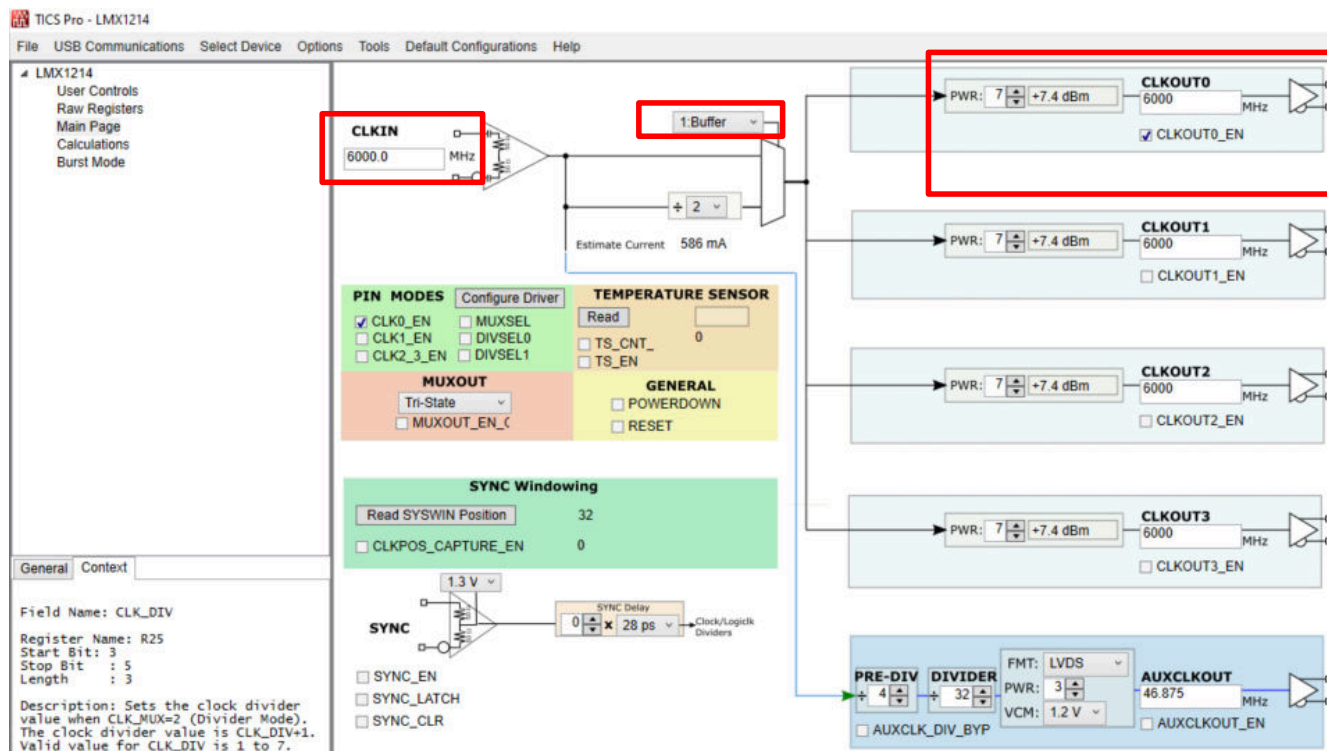 TICS Pro - LMX1214
File USB Communications Select Device Options Tools Default Configurations Help
LMX1214
User Controls
Raw Registers
Main Page
Calculations
Burst Mode
CLKIN
6000.0 MHz
1:Buffer
÷ 2
Estimate Current 586 mA
PWR: 7 +7.4 dBm
CLKOUT0
6000 MHz
CLKOUT0_EN
PWR: 7 +7.4 dBm
CLKOUT1
6000 MHz
CLKOUT1_EN
PWR: 7 +7.4 dBm
CLKOUT2
6000 MHz
CLKOUT2_EN
PWR: 7 +7.4 dBm
CLKOUT3
6000 MHz
CLKOUT3_EN
PIN MODES Configure Driver
CLK0_EN MUXSEL
CLK1_EN DIVSEL0
CLK2_3_EN DIVSEL1
TEMPERATURE SENSOR
Read
TS_CNT_ 0
TS_EN
MUXOUT
Tri-State
MUXOUT_EN_
GENERAL
POWERDOWN
RESET
SYNC Windowing
Read SYSWIN Position 32
CLKPOS_CAPTURE_EN 0
1.3 V
SYNC
SYNC Delay
0 x 28 ps
Clock/Logiclk
Dividers
SYNC_EN
SYNC_LATCH
SYNC_CLR
PRE-DIV
÷ 4
DIVIDER
÷ 32
AUXCLK_DIV_BYP
FMT: LVDS
PWR: 3
VCM: 1.2 V
AUXCLKOUT
46.875 MHz
AUXCLKOUT_EN
General Context
Field Name: CLK_DIV
Register Name: R25
Start Bit: 3
Stop Bit : 5
Length : 3
Description: Sets the clock divider
value when CLK_MUX=2 (Divider Mode).
The clock divider value is CLK_DIV+1.
Valid value for CLK_DIV is 1 to 7.